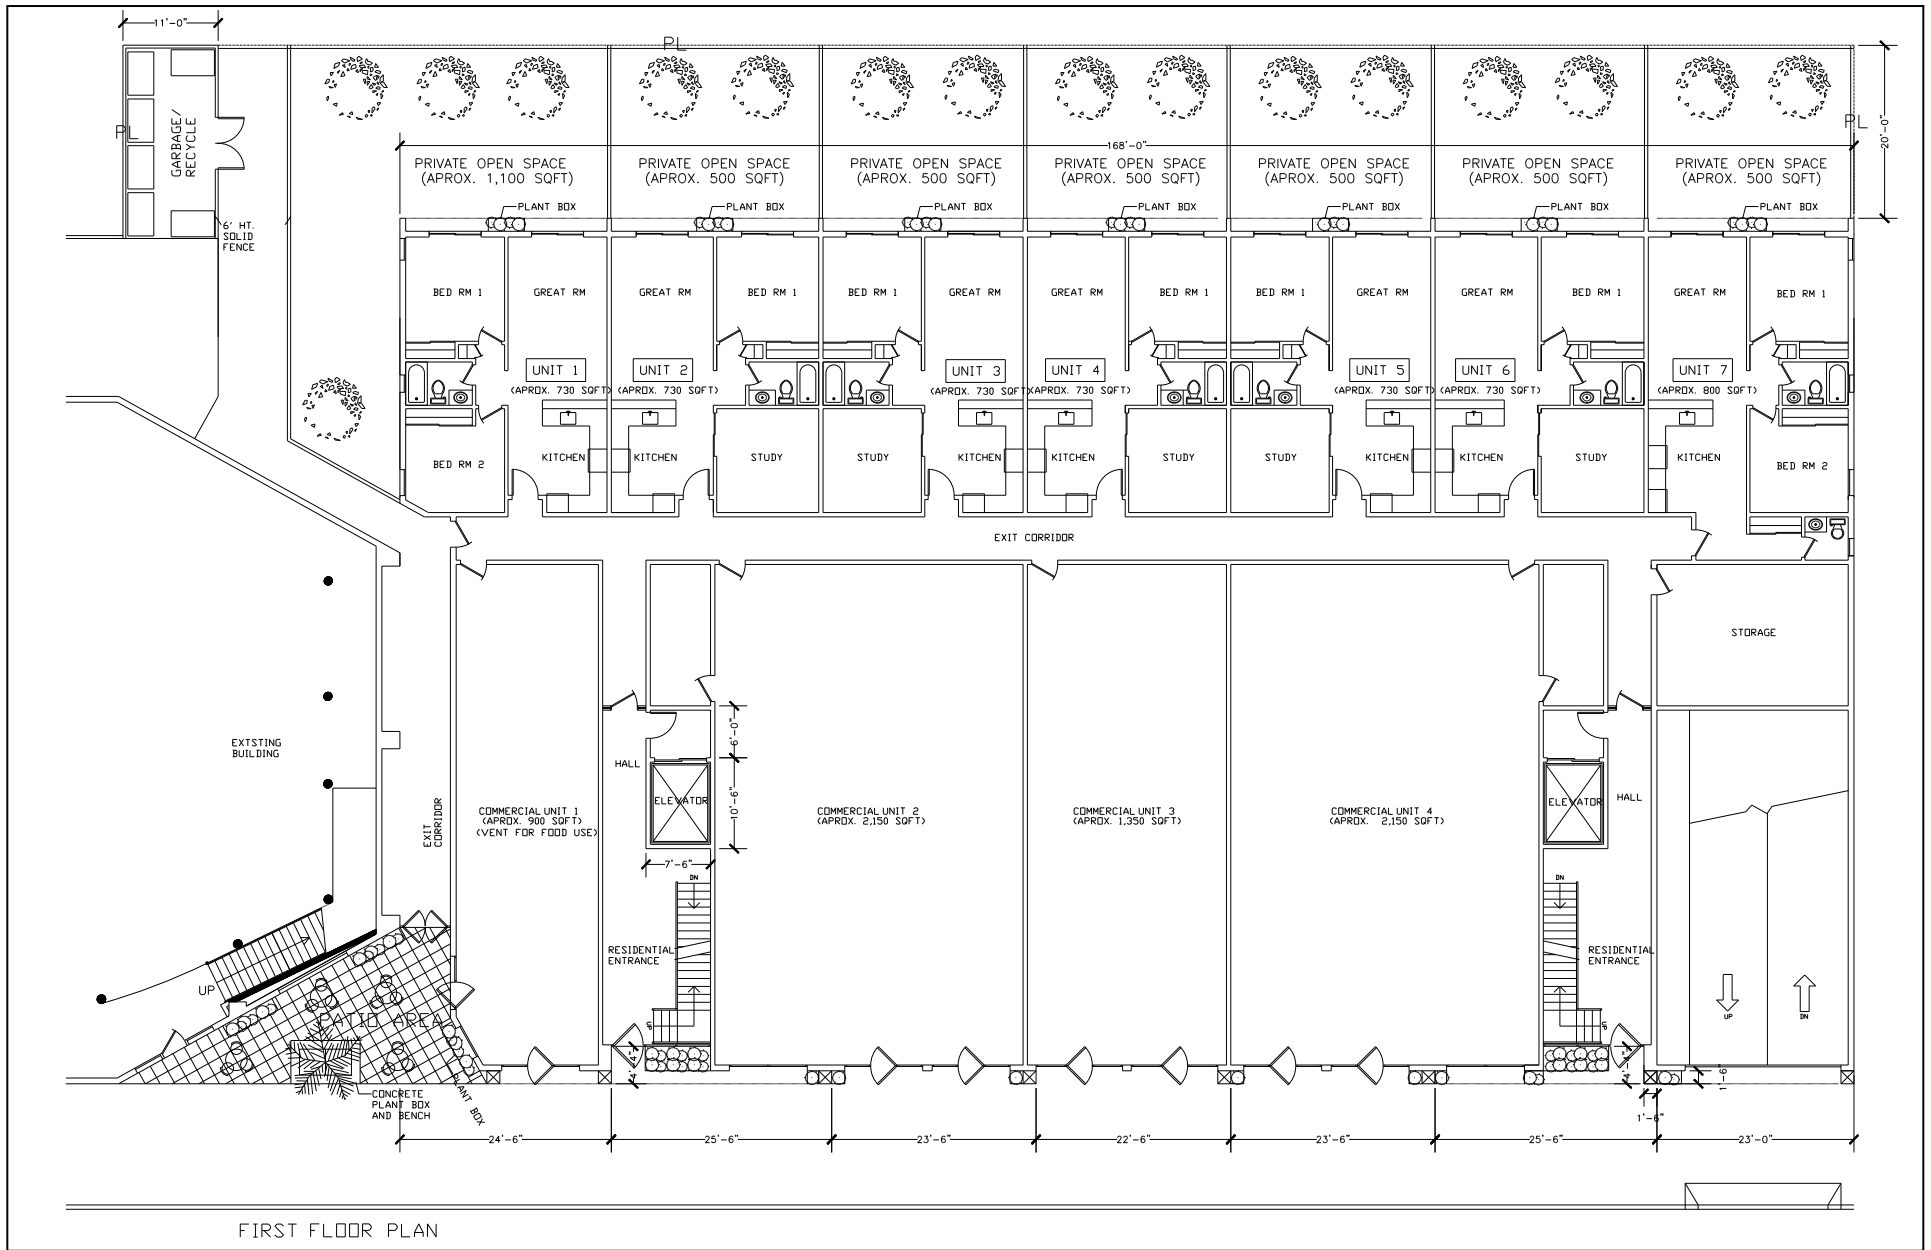 11'-0"
PL
PL
GARBAGE/
RECYCLE
PL
20'-0"
168'-0"
PRIVATE OPEN SPACE
(APROX. 1,100 SQFT)
PRIVATE OPEN SPACE
(APROX. 500 SQFT)
PRIVATE OPEN SPACE
(APROX. 500 SQFT)
PRIVATE OPEN SPACE
(APROX. 500 SQFT)
PRIVATE OPEN SPACE
(APROX. 500 SQFT)
PRIVATE OPEN SPACE
(APROX. 500 SQFT)
PRIVATE OPEN SPACE
(APROX. 500 SQFT)
PLANT BOX
PLANT BOX
PLANT BOX
PLANT BOX
PLANT BOX
PLANT BOX
PLANT BOX
6' HT.
SOLID
FENCE
BED RM 1
GREAT RM
GREAT RM
BED RM 1
BED RM 1
GREAT RM
GREAT RM
BED RM 1
BED RM 1
GREAT RM
GREAT RM
BED RM 1
GREAT RM
BED RM 1
UNIT 1
(APROX. 730 SQFT)
UNIT 2
(APROX. 730 SQFT)
UNIT 3
(APROX. 730 SQFT)
UNIT 4
(APROX. 730 SQFT)
UNIT 5
(APROX. 730 SQFT)
UNIT 6
(APROX. 730 SQFT)
UNIT 7
(APROX. 800 SQFT)
BED RM 2
KITCHEN
KITCHEN
STUDY
STUDY
KITCHEN
KITCHEN
STUDY
STUDY
KITCHEN
KITCHEN
STUDY
KITCHEN
BED RM 2
EXIT CORRIDOR
STORAGE
EXTSTING
BUILDING
EXIT
CORRIDOR
HALL
6'-0"
10'-6"
ELEVATOR
7'-6"
COMMERCIAL UNIT 1
(APROX. 900 SQFT)
(VENT FOR FOOD USE)
COMMERCIAL UNIT 2
(APROX. 2,150 SQFT)
COMMERCIAL UNIT 3
(APROX. 1,350 SQFT)
COMMERCIAL UNIT 4
(APROX. 2,150 SQFT)
ELEVATOR
HALL
DN
DN
RESIDENTIAL
ENTRANCE
RESIDENTIAL
ENTRANCE
UP
PATIO AREA
UP
UP
UP
DN
4'-4"
4'-4"
1'-6"
1'-6"
CONCRETE
PLANT BOX
AND BENCH
PLANT BOX
24'-6"
25'-6"
23'-6"
22'-6"
23'-6"
25'-6"
23'-0"
FIRST FLOOR PLAN